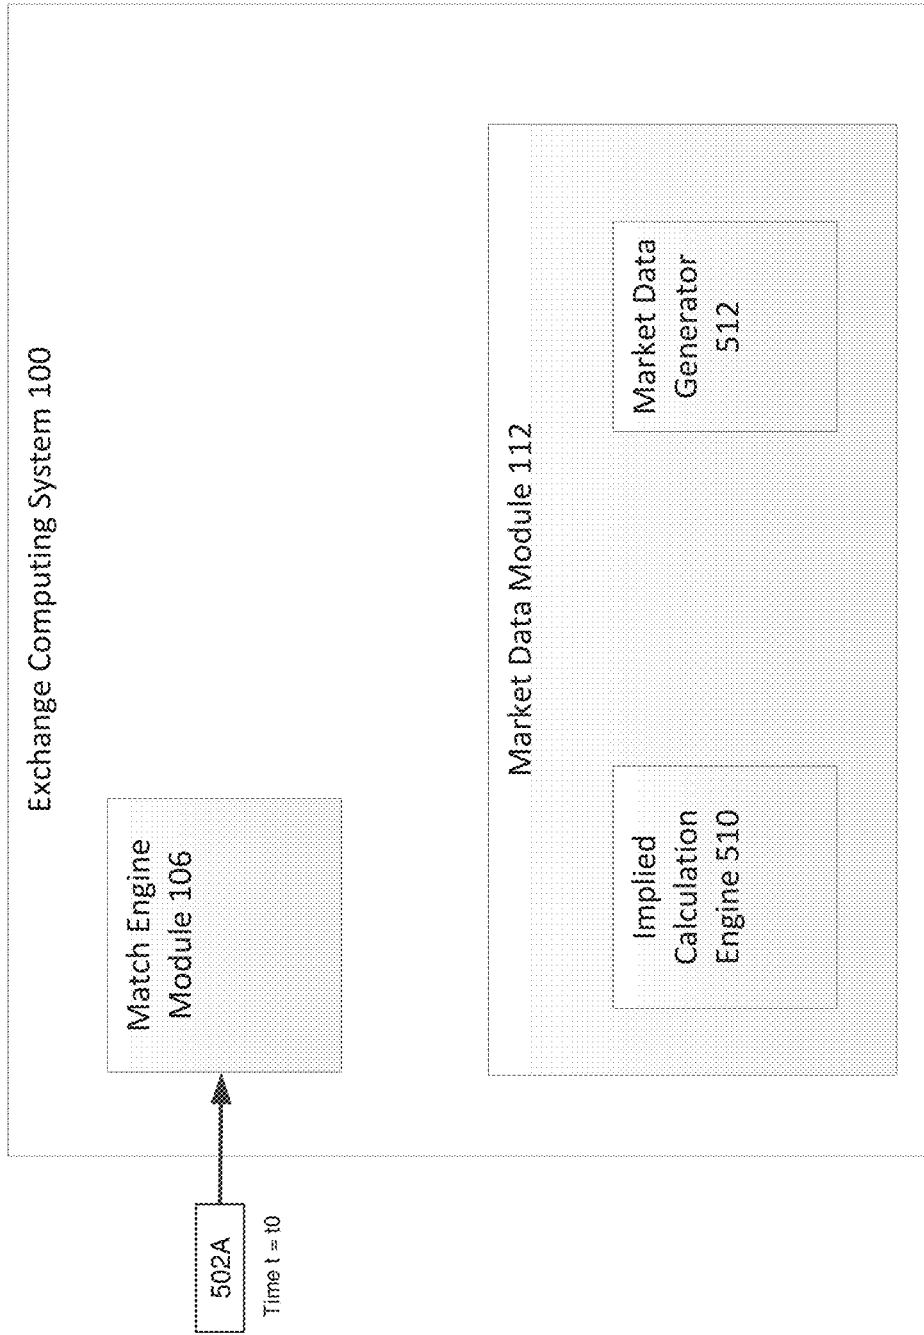 Exchange Computing System 100
502A
Time t = t0
Match Engine
Module 106
Market Data Module 112
Implied
Calculation
Engine 510
Market Data
Generator
512